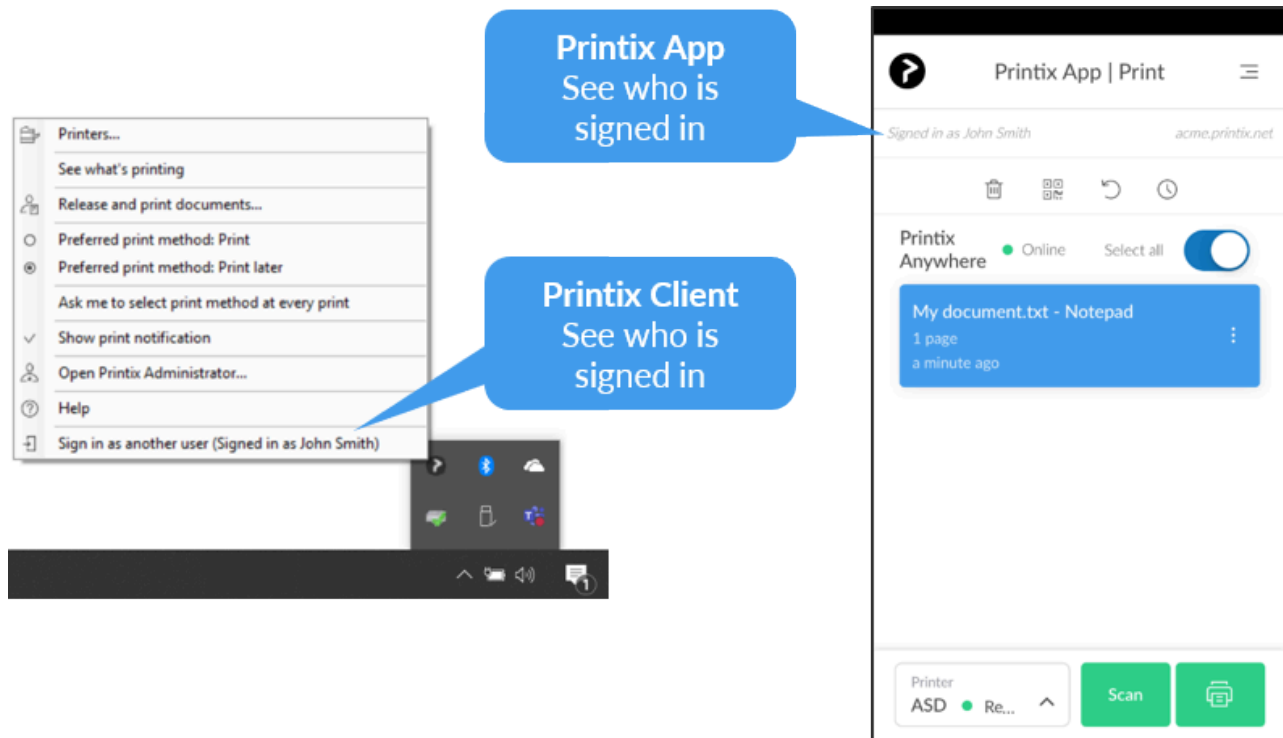 Printix App
See who is
signed in
Printers...
See what's printing
Release and print documents...
Preferred print method: Print
Preferred print method: Print later
Ask me to select print method at every print
Show print notification
Open Printix Administrator...
Help
Sign in as another user (Signed in as John Smith)
Printix Client
See who is
signed in
1
Printix App | Print
Signed in as John Smith acme.printix.net
Printix
Anywhere
Online Select all
My document.txt - Notepad
1 page
a minute ago
Printer
ASD Re...
Scan